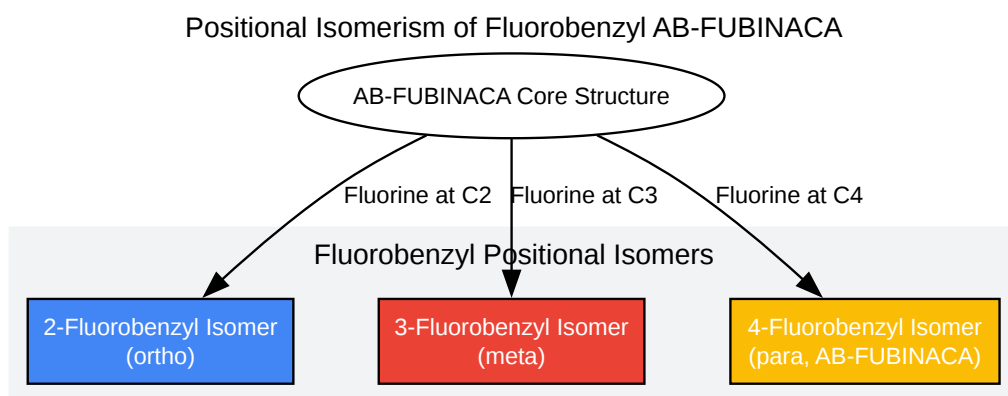 Positional Isomerism of Fluorobenzyl AB-FUBINACA
AB-FUBINACA Core Structure
Fluorine at C2
Fluorine at C3
Fluorine at C4
Fluorobenzyl Positional Isomers
2-Fluorobenzyl Isomer
(ortho)
3-Fluorobenzyl Isomer
(meta)
4-Fluorobenzyl Isomer
(para, AB-FUBINACA)